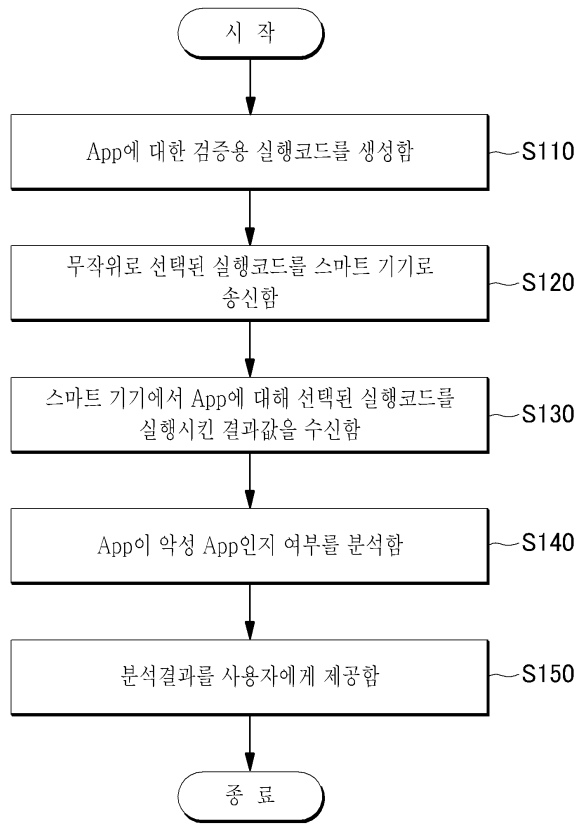 시 작
App에 대한 검증용 실행코드를 생성함
S110
무작위로 선택된 실행코드를 스마트 기기로
송신함
S120
스마트 기기에서 App에 대해 선택된 실행코드를
실행시킨 결과값을 수신함
S130
App이 악성 App인지 여부를 분석함
S140
분석결과를 사용자에게 제공함
S150
종 료